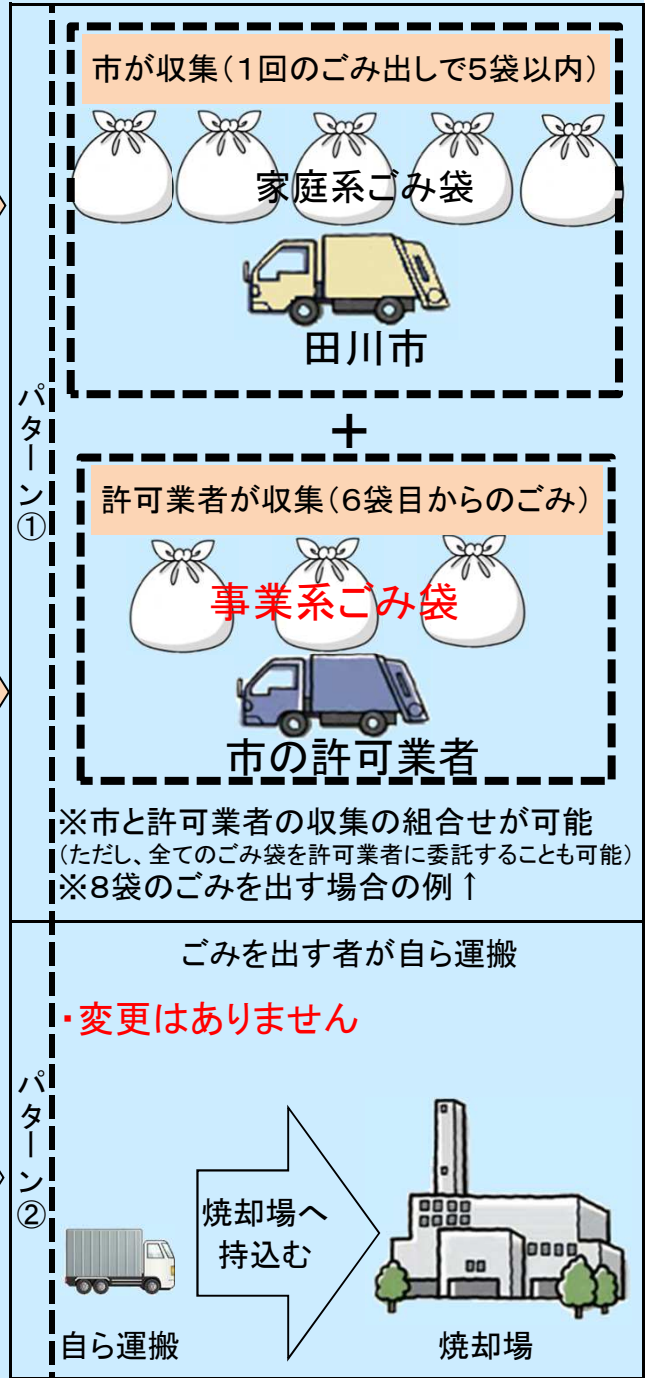 パターン①
市が収集(1回のごみ出しで5袋以内)
家庭系ごみ袋
田川市
+
許可業者が収集(6袋目からのごみ)
事業系ごみ袋
市の許可業者
※市と許可業者の収集の組合せが可能
(ただし、全てのごみ袋を許可業者に委託することも可能)
※8袋のごみを出す場合の例↑
パターン②
ごみを出す者が自ら運搬
・変更はありません
焼却場へ
持込む
自ら運搬
焼却場